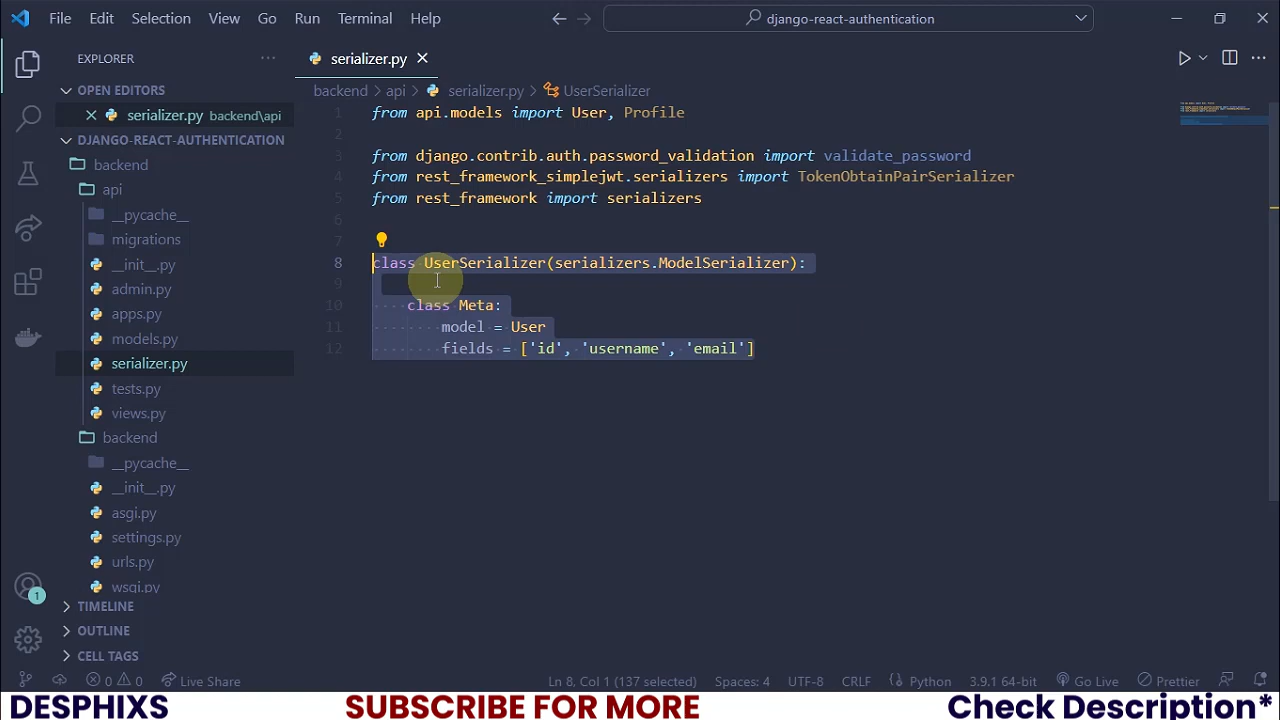 File Edit Selection View Go Run Terminal Help
django-react-authentication
EXPLORER
serializer.py
OPEN EDITORS
backend api serializer.py UserSerializer
serializer.py backend\api
DJANGO-REACT-AUTHENTICATION
backend
api
__pycache__
migrations
__init__.py
admin.py
apps.py
models.py
serializer.py
tests.py
views.py
backend
__pycache__
__init__.py
asgi.py
settings.py
urls.py
wsgi.py
TIMELINE
OUTLINE
CELL TAGS
1 from api.models import User, Profile
2
3 from django.contrib.auth.password_validation import validate_password
4 from rest_framework_simplejwt.serializers import TokenObtainPairSerializer
5 from rest_framework import serializers
6
7
8 class UserSerializer(serializers.ModelSerializer):
9
10 class Meta:
11 model = User
12 fields = ['id', 'username', 'email']
1
0 0 Live Share Ln 8, Col 1 (137 selected) Spaces: 4 UTF-8 CRLF Python 3.9.1 64-bit Go Live Prettier
DESPHIXS SUBSCRIBE FOR MORE Check Description*